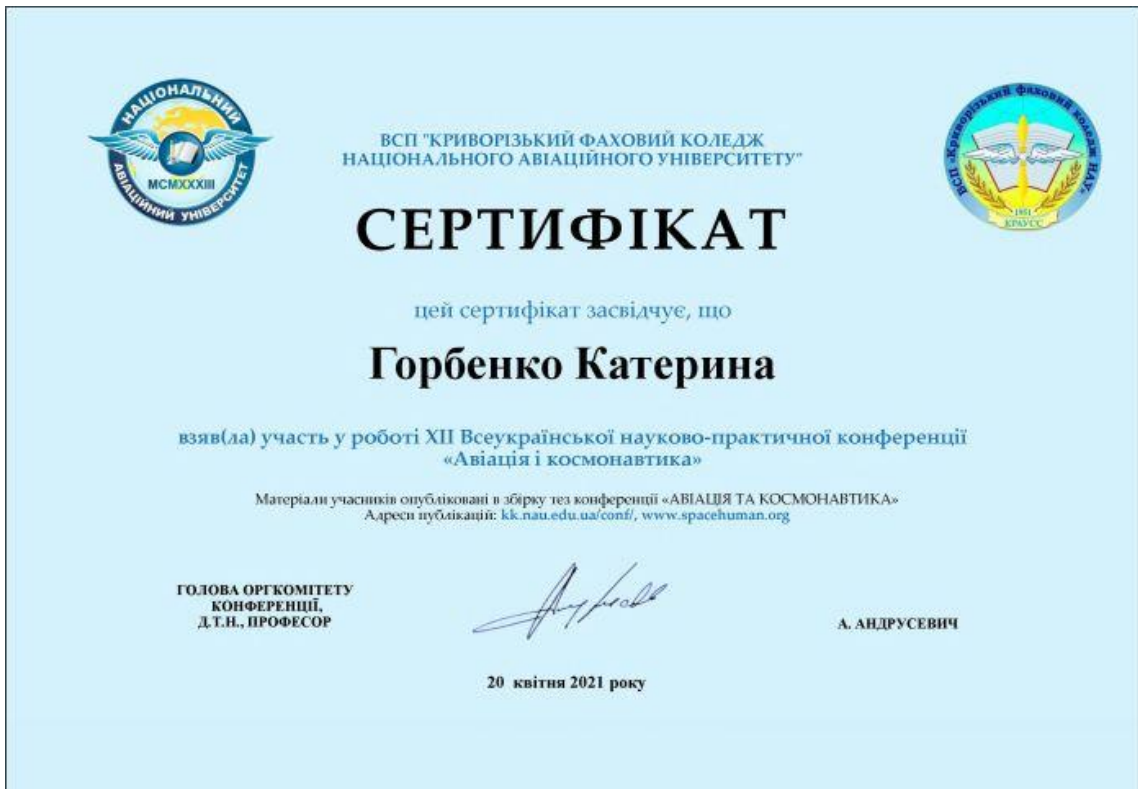 НАЦІОНАЛЬНИЙ
АВІАЦІЙНИЙ УНІВЕРСИТЕТ
MCMXXXIII
ВСП "КРИВОРІЗЬКИЙ ФАХОВИЙ КОЛЕДЖ
НАЦІОНАЛЬНОГО АВІАЦІЙНОГО УНІВЕРСИТЕТУ"
ВСП «Криворізький фаховий коледж НАУ»
1951
КРАУСС
СЕРТИФІКАТ
цей сертифікат засвідчує, що
Горбенко Катерина
взяв(ла) участь у роботі XII Всеукраїнської науково-практичної конференції
«Авіація і космонавтика»
Матеріали учасників опубліковані в збірку тез конференції «АВІАЦІЯ ТА КОСМОНАВТИКА»
Адреси публікацій: kk.nau.edu.ua/conf/, www.spacehuman.org
ГОЛОВА ОРГКОМІТЕТУ
КОНФЕРЕНЦІЇ,
Д.Т.Н., ПРОФЕСОР
А. АНДРУСЕВИЧ
20 квітня 2021 року